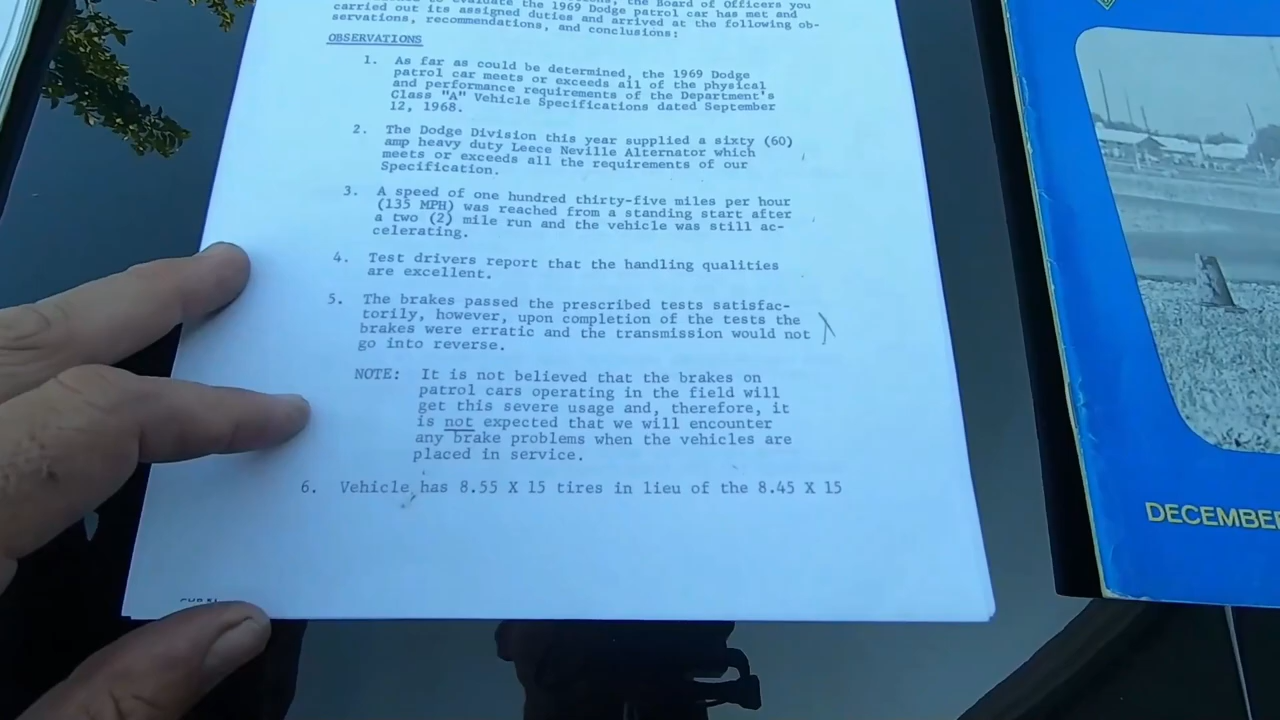 evaluate the 1969 Dodge patrol car has met and
carried out its assigned duties and arrived at the following ob-
servations, recommendations, and conclusions:
OBSERVATIONS
1. As far as could be determined, the 1969 Dodge
patrol car meets or exceeds all of the physical
and performance requirements of the Department's
Class "A" Vehicle Specifications dated September
12, 1968.
2. The Dodge Division this year supplied a sixty (60)
amp heavy duty Leece Neville Alternator which
meets or exceeds all the requirements of our
Specification.
3. A speed of one hundred thirty-five miles per hour
(135 MPH) was reached from a standing start after
a two (2) mile run and the vehicle was still ac-
celerating.
4. Test drivers report that the handling qualities
are excellent.
5. The brakes passed the prescribed tests satisfac-
torily, however, upon completion of the tests the
brakes were erratic and the transmission would not
go into reverse.
NOTE: It is not believed that the brakes on
patrol cars operating in the field will
get this severe usage and, therefore, it
is not expected that we will encounter
any brake problems when the vehicles are
placed in service.
6. Vehicle has 8.55 X 15 tires in lieu of the 8.45 X 15
DECEMBER